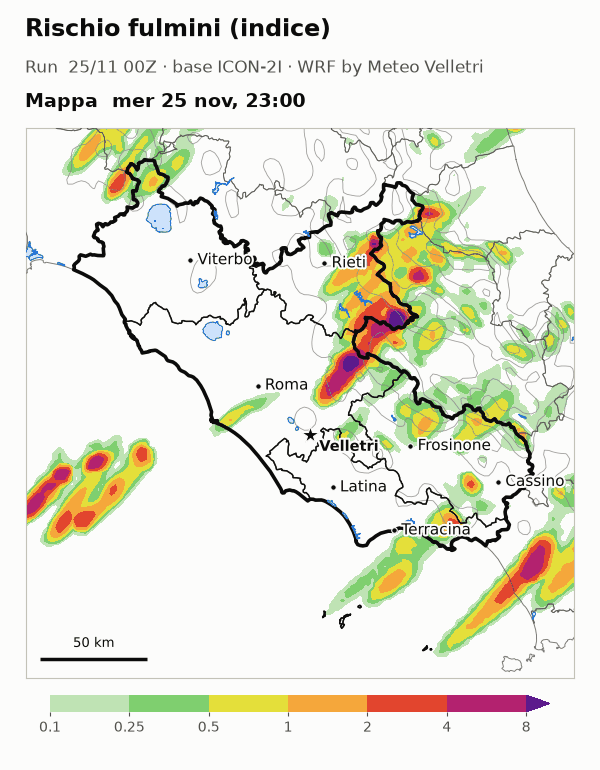 Rischio fulmini (indice)
Run  25/11 00Z · base ICON-2I · WRF by Meteo Velletri
Mappa  mer 25 nov, 23:00
Viterbo
Rieti
Roma
Velletri
Frosinone
Latina
Cassino
Terracina
50 km
0.1 0.25 0.5 1 2 4 8